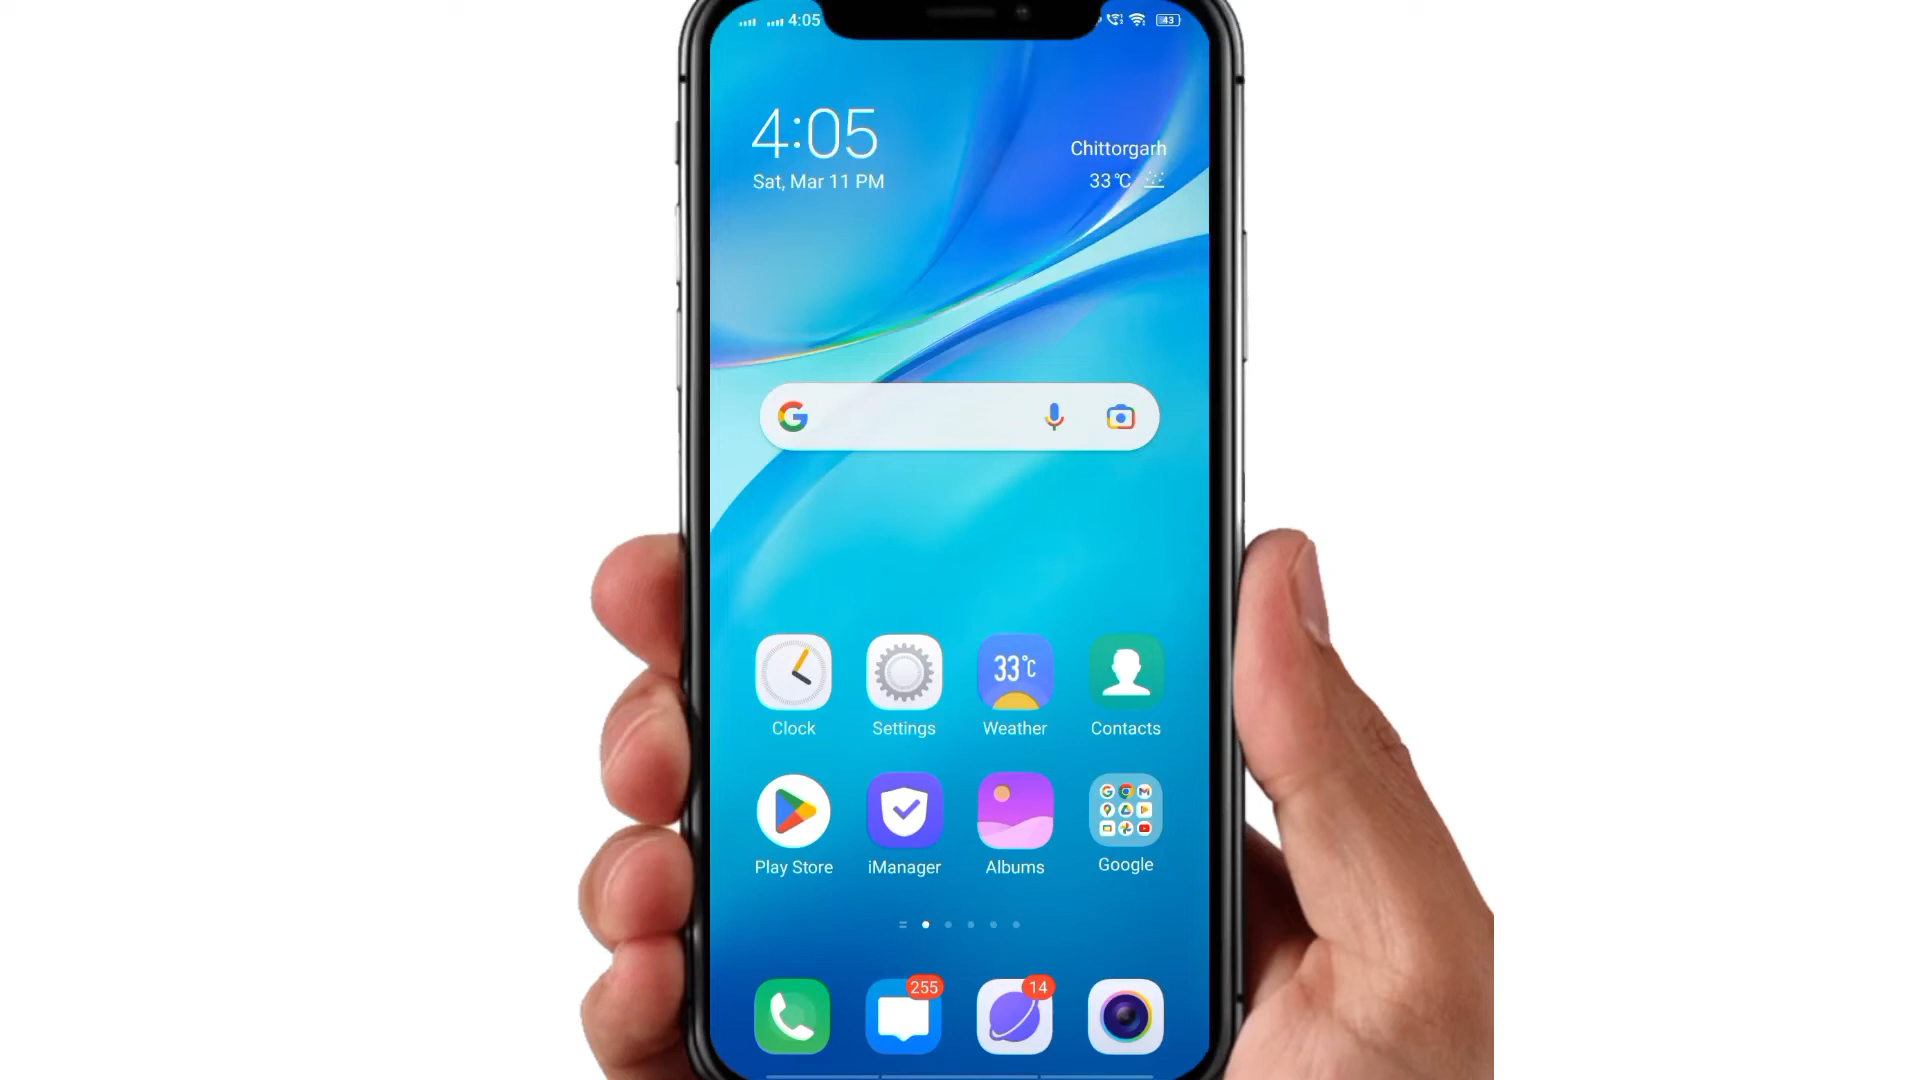 4:05
43
4:05
Sat, Mar 11 PM
Chittorgarh
33°C
33°C
Clock
Settings
Weather
Contacts
Play Store
iManager
Albums
Google
255
14